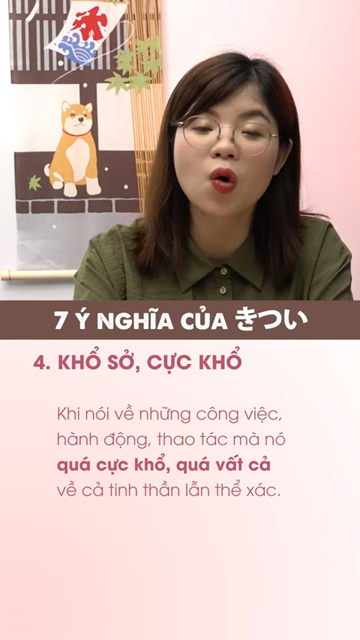 氷
7 Ý NGHĨA CỦA きつい
4. KHỔ SỞ, CỰC KHỔ
Khi nói về những công việc,
hành động, thao tác mà nó
quá cực khổ, quá vất cả
về cả tinh thần lẫn thể xác.